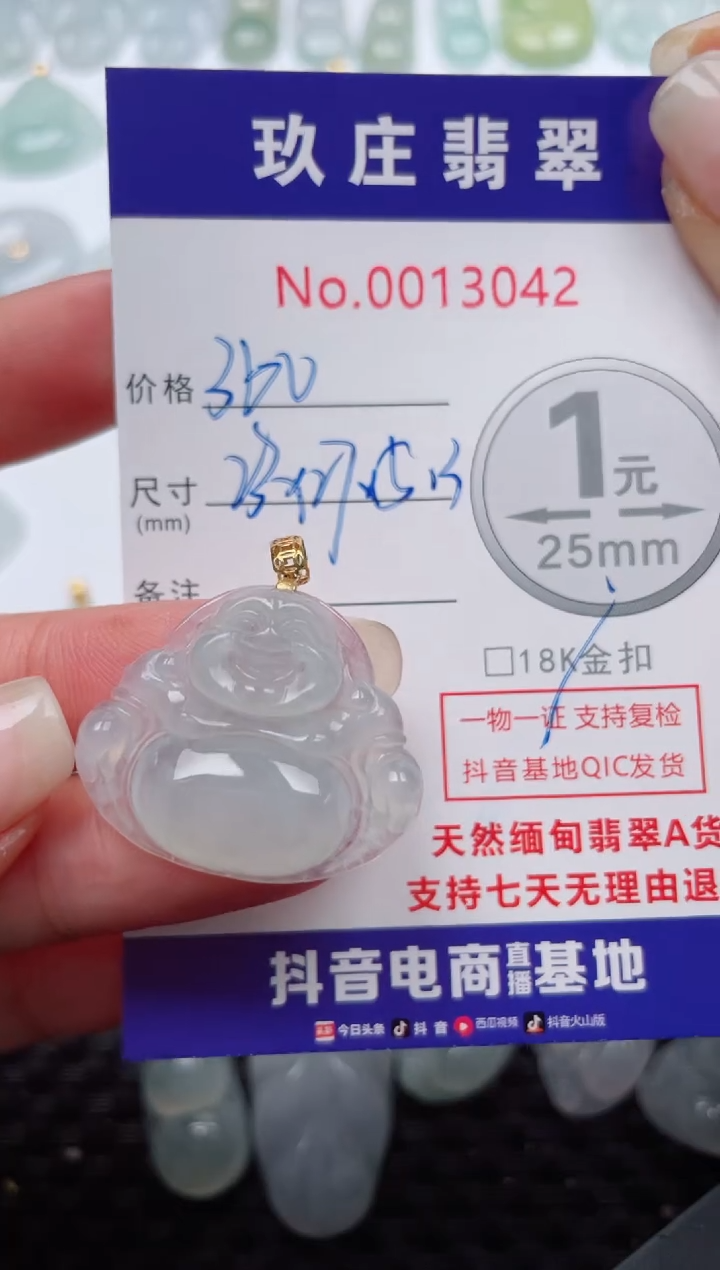 玖庄翡翠
No.0013042
价格
尺寸
(mm)
备注
1元
25mm
□18K金扣
一物一证 支持复检
抖音基地QIC发货
天然缅甸翡翠A货
支持七天无理由退
抖音电商直播基地
今日头条 抖音 西瓜视频 抖音火山版